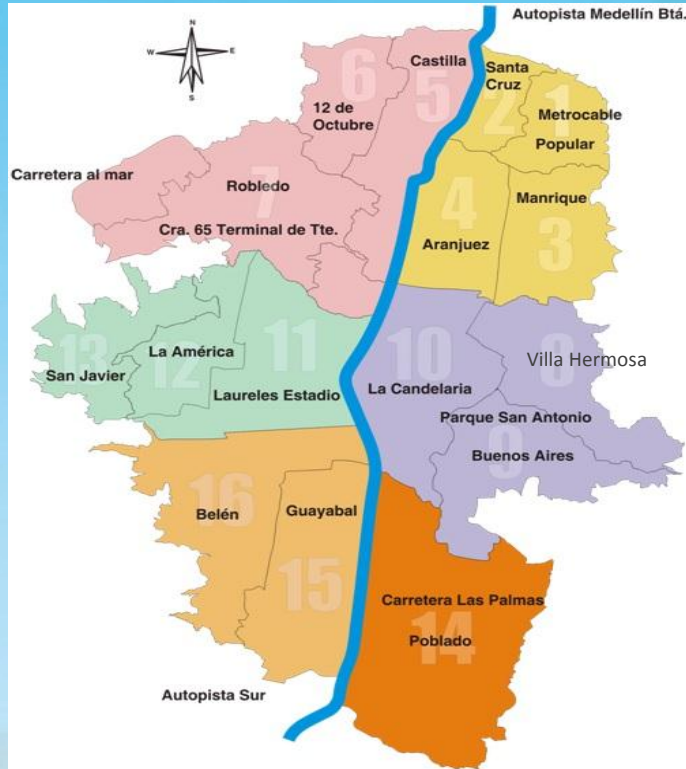 Autopista Medellín Btá.
N
W
E
S
6
Castilla
5
Santa
Cruz
2
1
Metrocable
Popular
12 de
Octubre
Carretera al mar
Robledo
7
Cra. 65 Terminal de Tte.
4
Aranjuez
Manrique
3
13
San Javier
La América
12
11
Laureles Estadio
10
La Candelaria
8
Villa Hermosa
Parque San Antonio
9
Buenos Aires
16
Belén
Guayabal
15
Carretera Las Palmas
14
Poblado
Autopista Sur